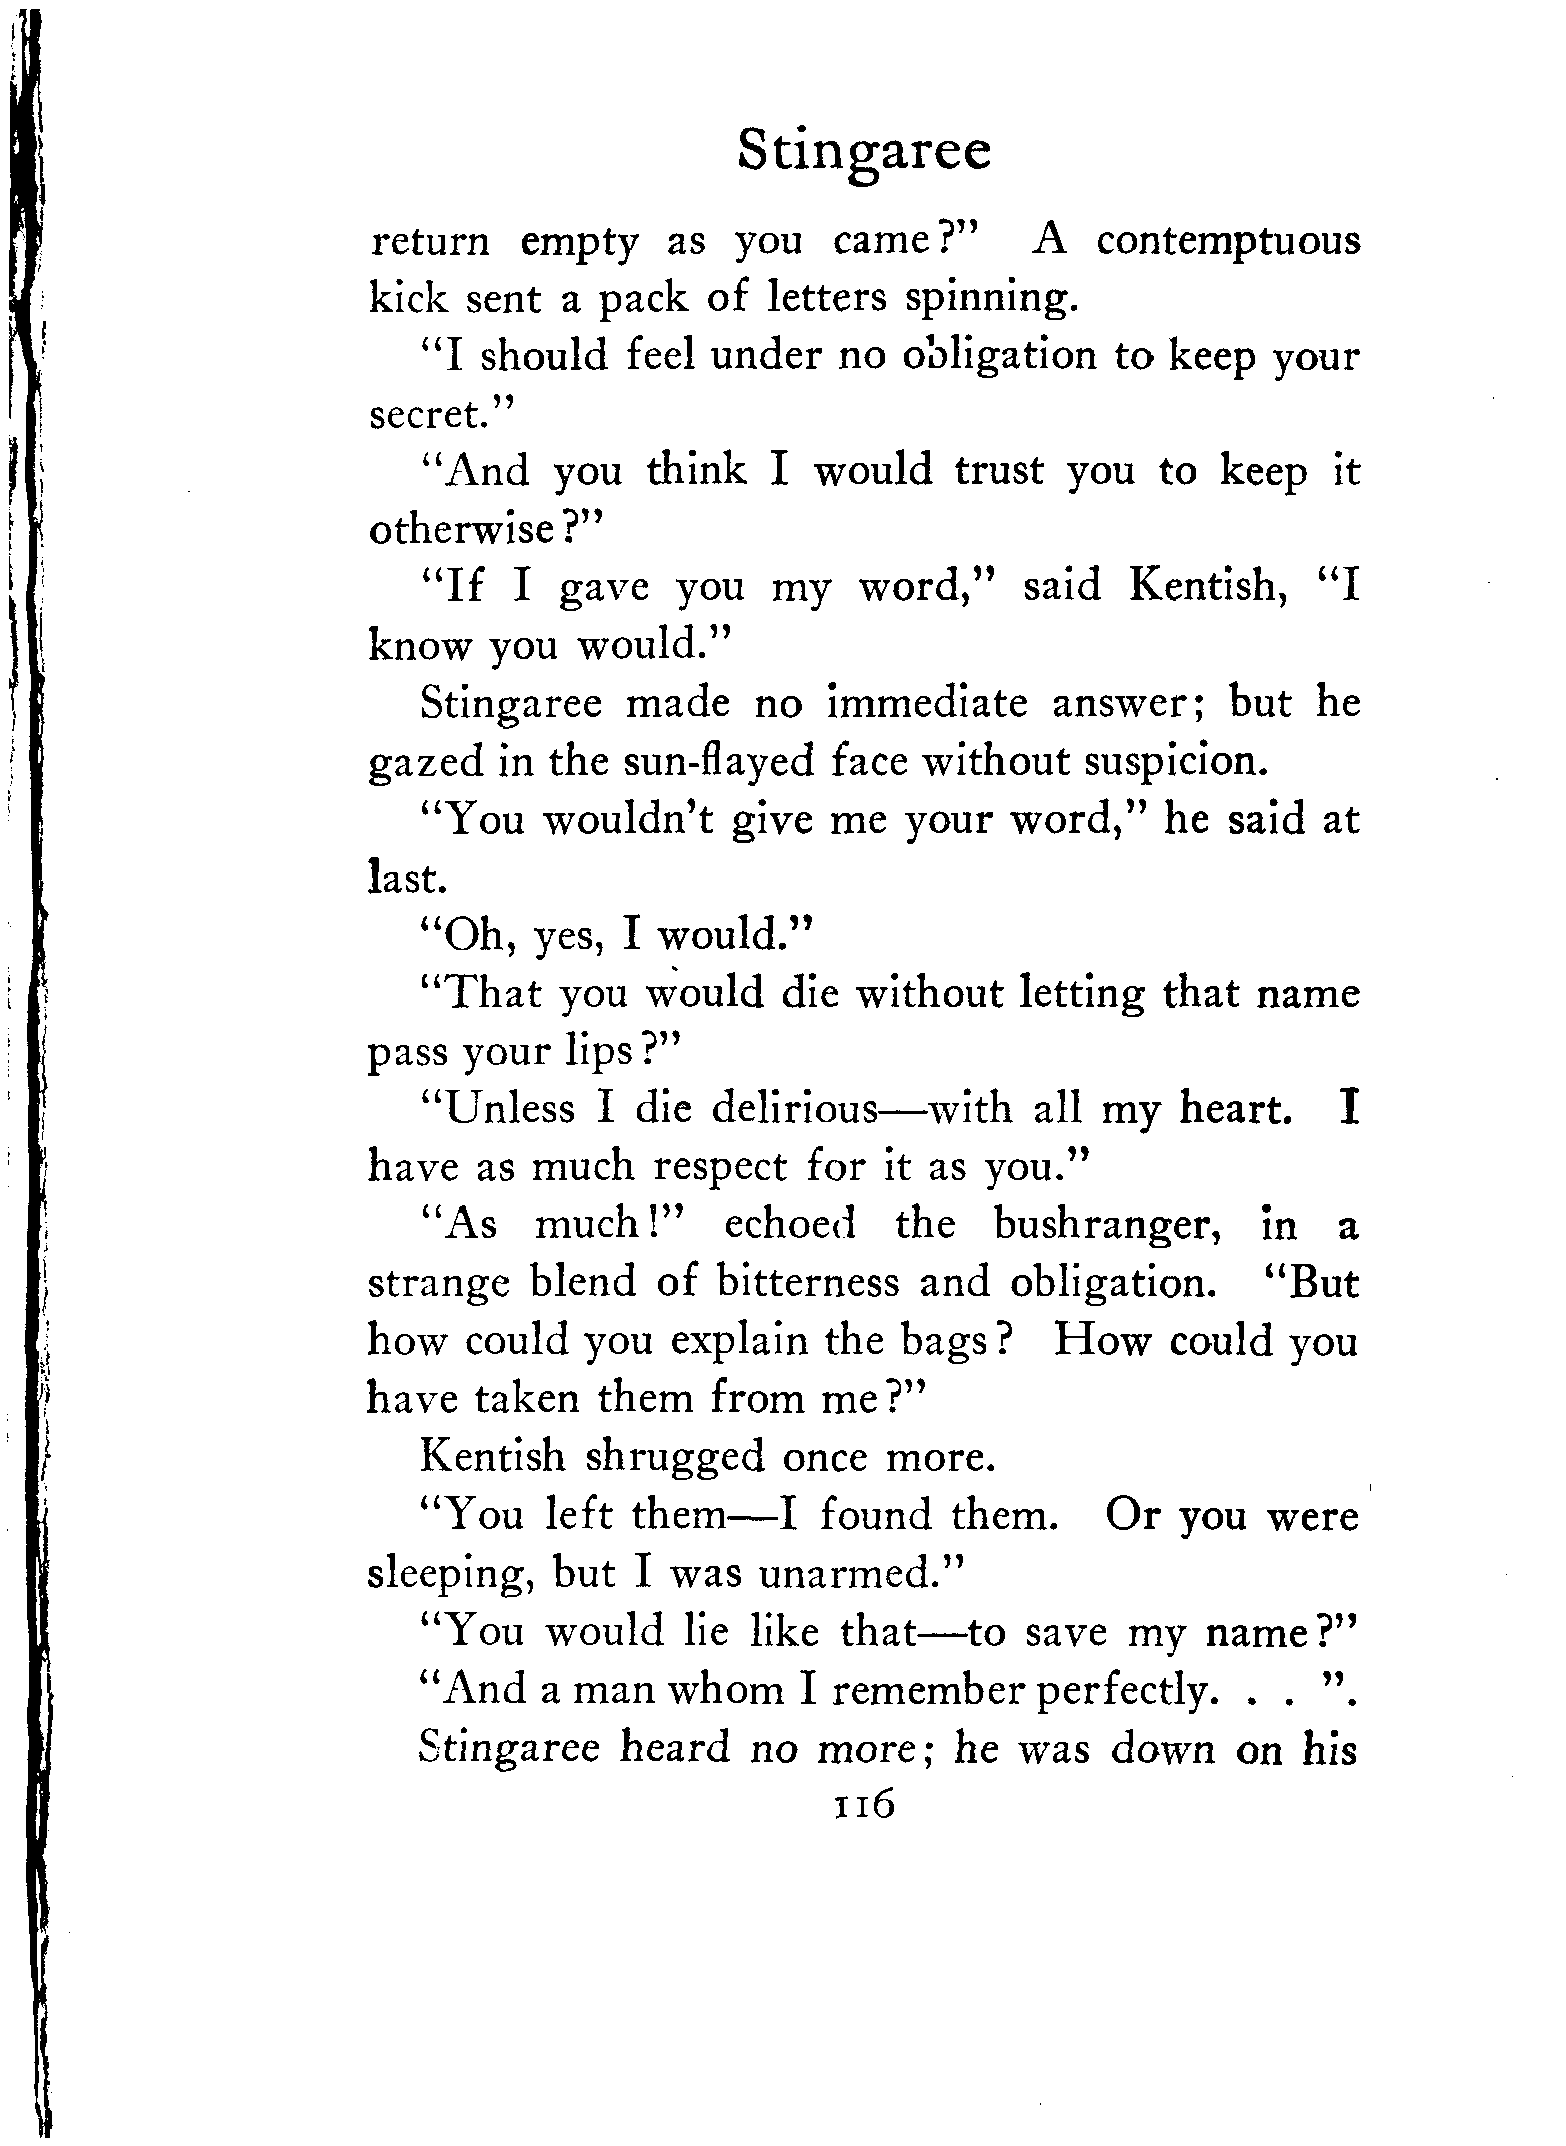 Stingaree
return empty as you came?" A contemptuous
kick sent a pack of letters spinning.
"I should feel under no obligation to keep your
secret."
"And you think I would trust you to keep it
otherwise?"
"If I gave you my word," said Kentish, "I
know you would."
Stingaree made no immediate answer; but he
gazed in the sun-flayed face without suspicion.
"You wouldn't give me your word," he said at
last.
"Oh, yes, I would."
"That you would die without letting that name
pass your lips?"
"Unless I die delirious—with all my heart. I
have as much respect for it as you."
"As much!" echoed the bushranger, in a
strange blend of bitterness and obligation. "But
how could you explain the bags? How could you
have taken them from me?"
Kentish shrugged once more.
"You left them—I found them. Or you were
sleeping, but I was unarmed."
"You would lie like that—to save my name?"
"And a man whom I remember perfectly. . . ".
Stingaree heard no more; he was down on his
116